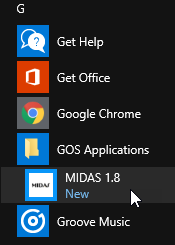 G
Get Help
Get Office
Google Chrome
GOS Applications
MIDAS
MIDAS 1.8
New
Groove Music